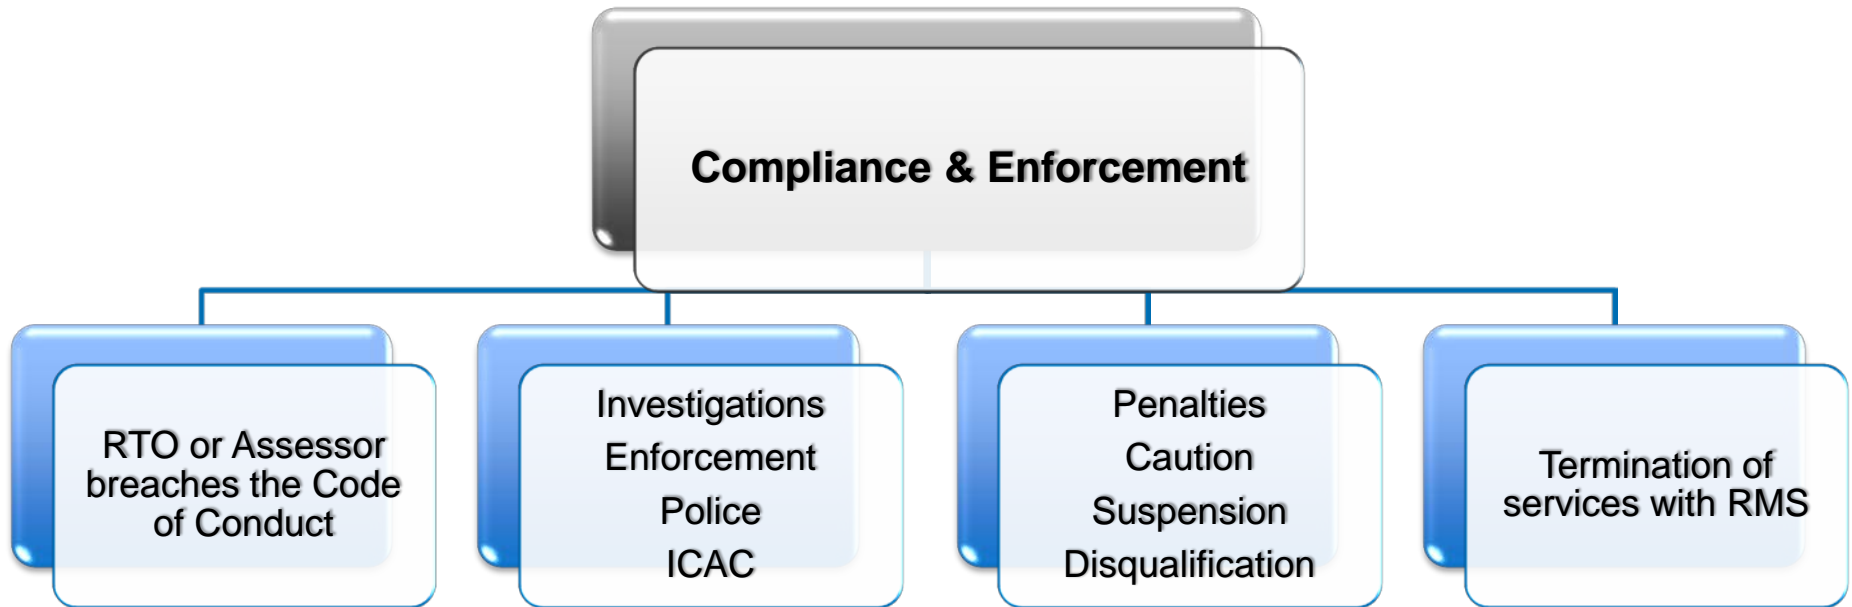 Compliance & Enforcement
RTO or Assessor
breaches the Code
of Conduct
Investigations
Enforcement
Police
ICAC
Penalties
Caution
Suspension
Disqualification
Termination of
services with RMS